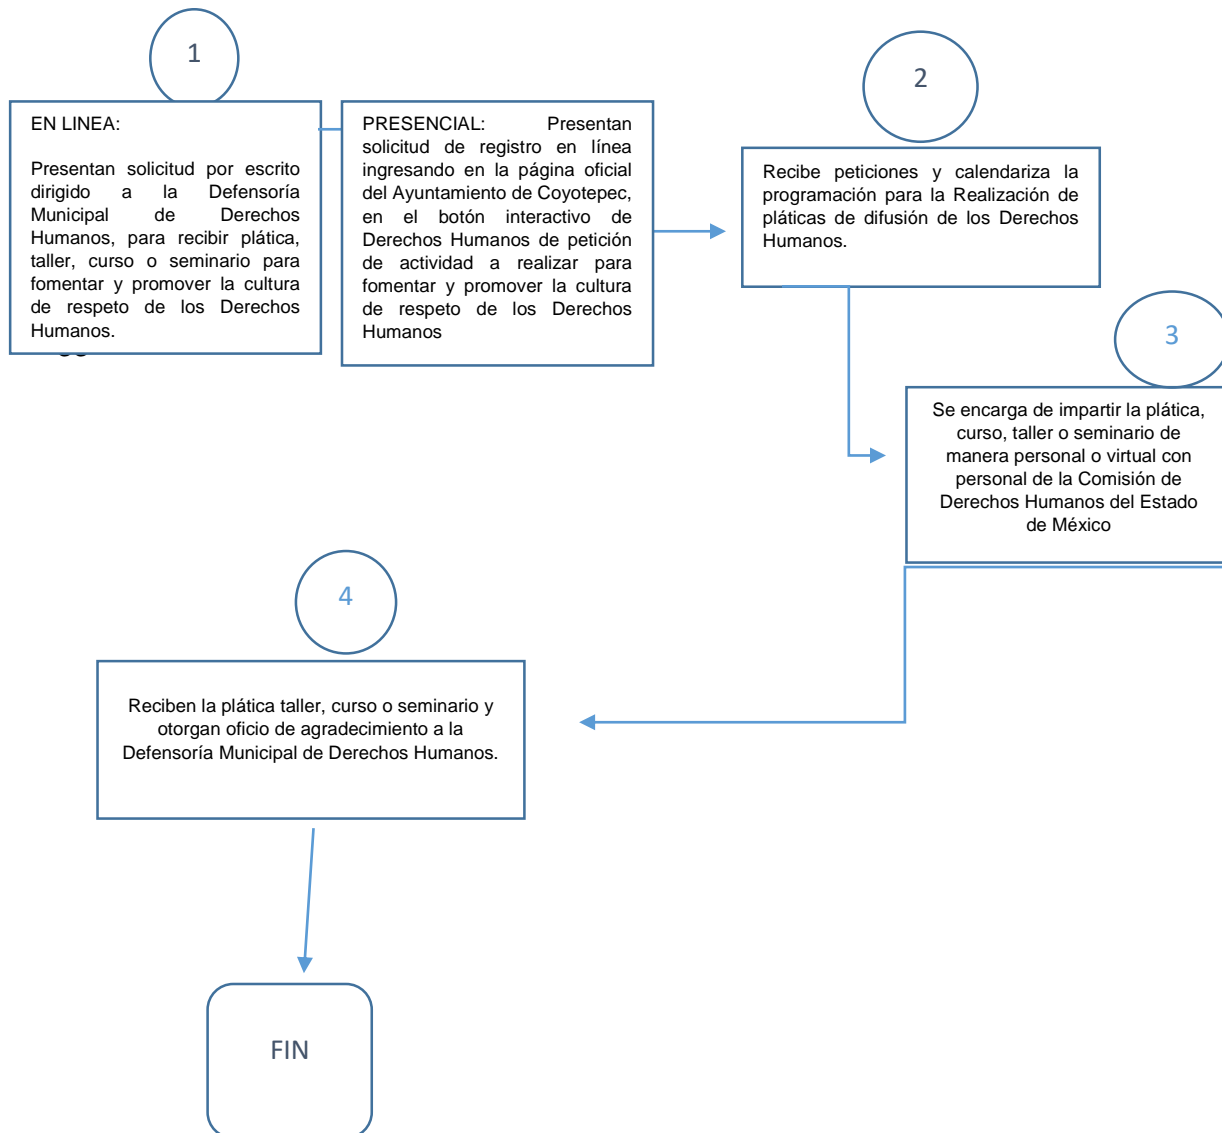 1
EN LINEA:
Presentan solicitud por escrito
dirigido a la Defensoría
Municipal de Derechos
Humanos, para recibir plática,
taller, curso o seminario para
fomentar y promover la cultura
de respeto de los Derechos
Humanos.
PRESENCIAL: Presentan
solicitud de registro en línea
ingresando en la página oficial
del Ayuntamiento de Coyotepec,
en el botón interactivo de
Derechos Humanos de petición
de actividad a realizar para
fomentar y promover la cultura
de respeto de los Derechos
Humanos
2
Recibe peticiones y calendariza la
programación para la Realización de
pláticas de difusión de los Derechos
Humanos.
3
Se encarga de impartir la plática,
curso, taller o seminario de
manera personal o virtual con
personal de la Comisión de
Derechos Humanos del Estado
de México
4
Reciben la plática taller, curso o seminario y
otorgan oficio de agradecimiento a la
Defensoría Municipal de Derechos Humanos.
FIN